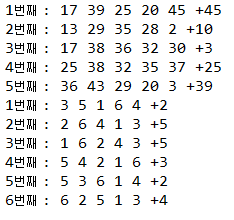 1번째 : 17 39 25 20 45 +45
2번째 : 13 29 35 28 2 +10
3번째 : 17 38 36 32 30 +3
4번째 : 25 38 32 35 37 +25
5번째 : 36 43 29 20 3 +39
1번째 : 3 5 1 6 4 +2
2번째 : 2 6 4 1 3 +5
3번째 : 1 6 2 4 3 +5
4번째 : 5 4 2 1 6 +3
5번째 : 5 3 6 1 4 +2
6번째 : 6 2 5 1 3 +4